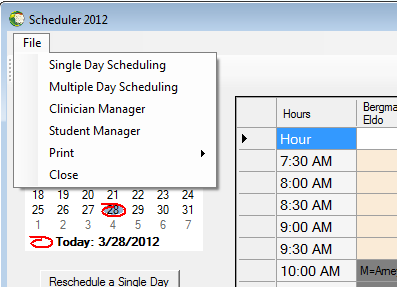 Scheduler 2012
File
Single Day Scheduling
Multiple Day Scheduling
Clinician Manager
Student Manager
Print
Close
18 19 20 21 22 23 24
25 26 27 28 29 30 31
1 2 3 4 5 6 7
Today: 3/28/2012
Reschedule a Single Day
Hours
Eldo
Hour
7:30 AM
8:00 AM
8:30 AM
9:00 AM
9:30 AM
10:00 AM